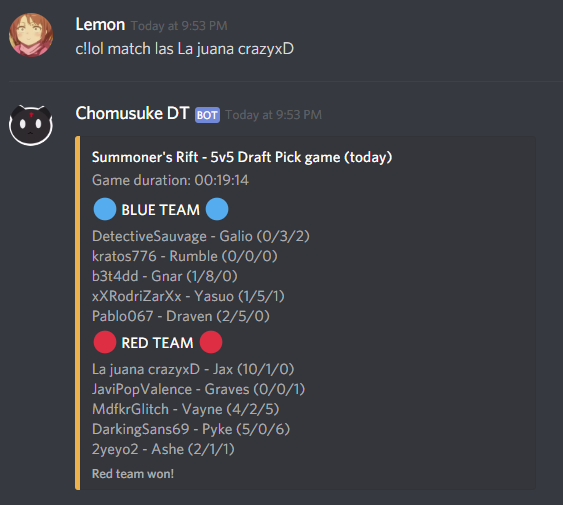 Lemon Today at 9:53 PM
c!lol match las La juana crazyxD
Chomusuke DT BOT Today at 9:53 PM
Summoner's Rift - 5v5 Draft Pick game (today)
Game duration: 00:19:14
BLUE TEAM
DetectiveSauvage - Galio (0/3/2)
kratos776 - Rumble (0/0/0)
b3t4dd - Gnar (1/8/0)
xXRodriZarXx - Yasuo (1/5/1)
Pablo067 - Draven (2/5/0)
RED TEAM
La juana crazyxD - Jax (10/1/0)
JaviPopValence - Graves (0/0/1)
MdfkrGlitch - Vayne (4/2/5)
DarkingSans69 - Pyke (5/0/6)
2yeyo2 - Ashe (2/1/1)
Red team won!